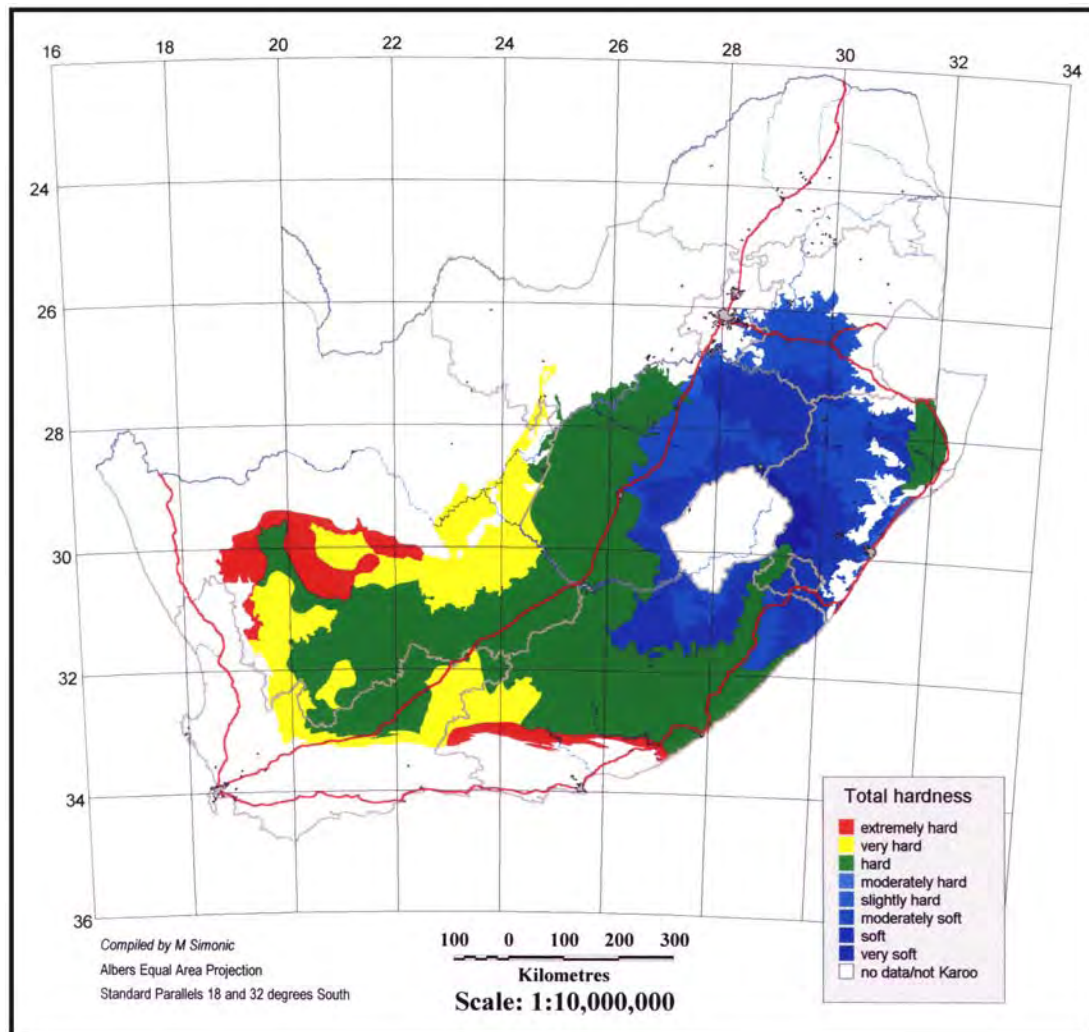 16 18 20 22 24 26 28 30 32 34
24
26
28
30
32
34
36
Total hardness
extremely hard
very hard
hard
moderately hard
slightly hard
moderately soft
soft
very soft
no data/not Karoo
Compiled by M Simonic
Albers Equal Area Projection
Standard Parallels 18 and 32 degrees South
100 0 100 200 300
Kilometres
Scale: 1:10,000,000